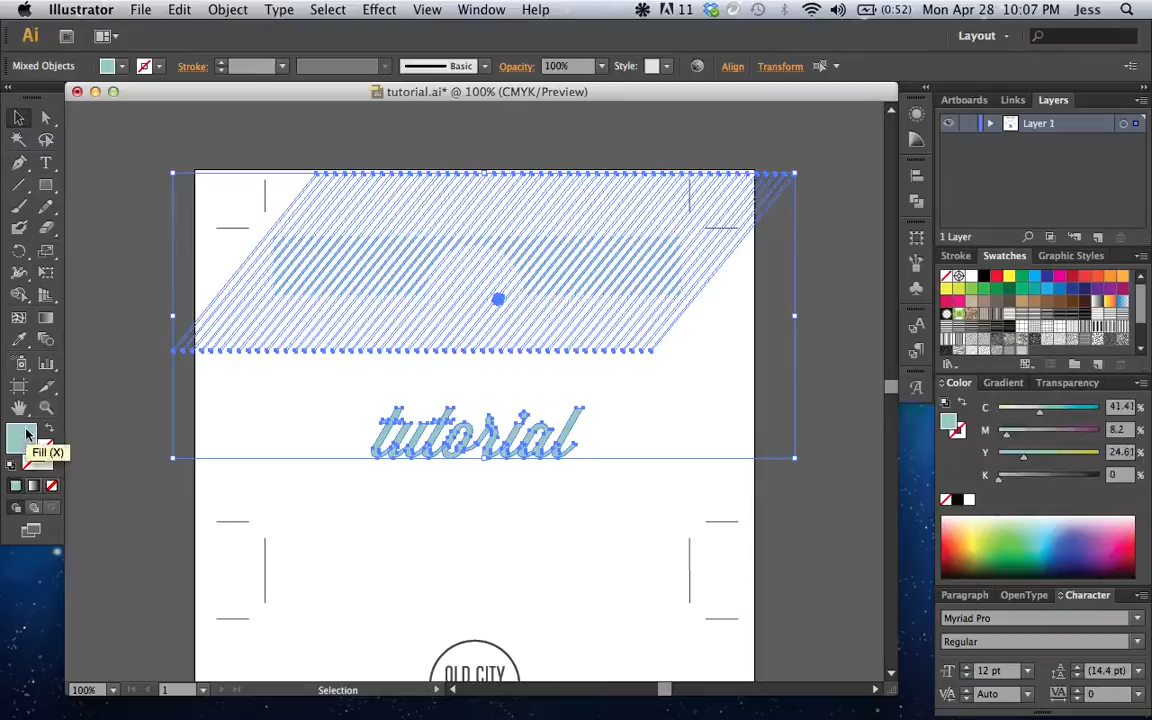 Illustrator File Edit Object Type Select Effect View Window Help 11 (0:52) Mon Apr 28 10:07 PM Jess
Ai Br Layout
Mixed Objects Stroke: Basic Opacity: 100% Style: Align Transform
tutorial.ai* @ 100% (CMYK/Preview)
Artboards Links Layers
Layer 1
1 Layer
Stroke Swatches Graphic Styles
Color Gradient Transparency
C 41.41 %
M 8.2 %
Y 24.61 %
K 0 %
tutorial
Fill (X)
OLD CITY
Paragraph OpenType Character
Myriad Pro
Regular
12 pt (14.4 pt)
Auto 0
100% 1 Selection